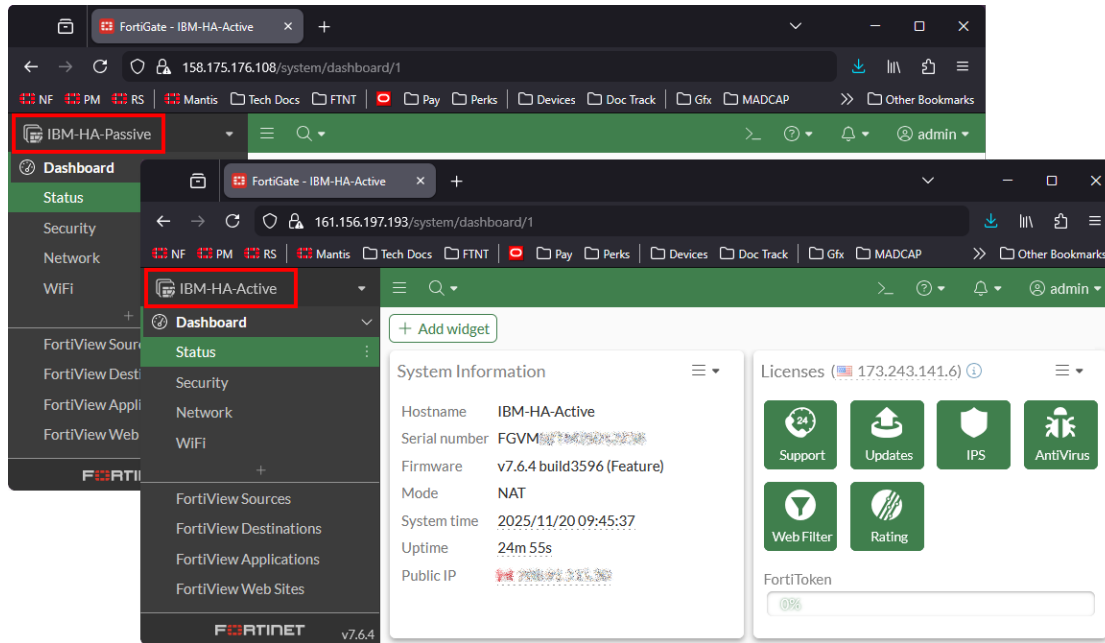 FortiGate - IBM-HA-Active
158.175.176.108/system/dashboard/1
NF PM RS Mantis Tech Docs FTNT Pay Perks Devices Doc Track Gfx MADCAP Other Bookmarks
IBM-HA-Passive
admin
Dashboard
Status
Security
Network
WiFi
FortiView
FortiView
FortiView
FortiView Web
FortiGate - IBM-HA-Active
161.156.197.193/system/dashboard/1
NF PM RS Mantis Tech Docs FTNT Pay Perks Devices Doc Track Gfx MADCAP Other Bookmarks
IBM-HA-Active
admin
Dashboard
Status
Security
Network
WiFi
FortiView Sources
FortiView Destinations
FortiView Applications
FortiView Web Sites
FORTINET v7.6.4
+ Add widget
System Information
Hostname IBM-HA-Active
Serial number FGVM
Firmware v7.6.4 build3596 (Feature)
Mode NAT
System time 2025/11/20 09:45:37
Uptime 24m 55s
Public IP
Licenses (173.243.141.6)
24
Support Updates IPS AntiVirus
Web Filter Rating
FortiToken
0%